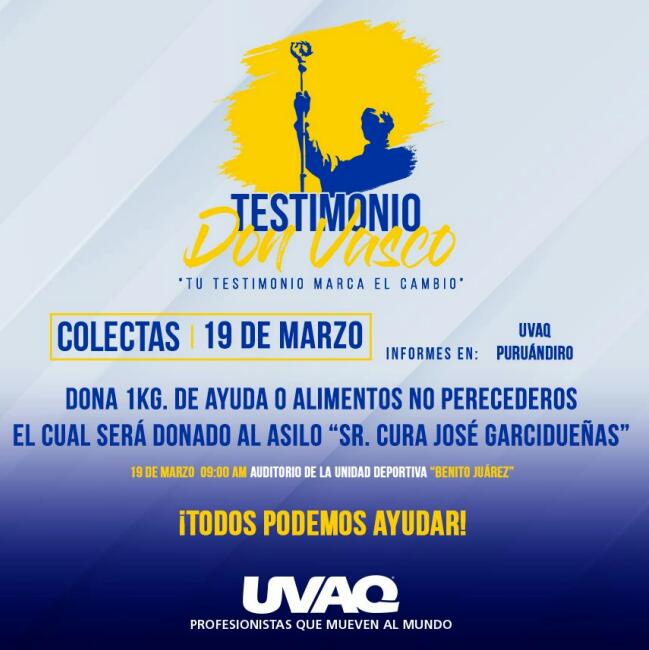 TESTIMONIO
Don Vasco
"TU TESTIMONIO MARCA EL CAMBIO"
COLECTAS | 19 DE MARZO
INFORMES EN:
UVAQ
PURUÁNDIRO
DONA 1KG. DE AYUDA O ALIMENTOS NO PERECEDEROS
EL CUAL SERÁ DONADO AL ASILO “SR. CURA JOSÉ GARCIDUEÑAS”
19 DE MARZO 09:00 AM AUDITORIO DE LA UNIDAD DEPORTIVA “BENITO JUÁREZ”
¡TODOS PODEMOS AYUDAR!
UVAQ
PROFESIONISTAS QUE MUEVEN AL MUNDO